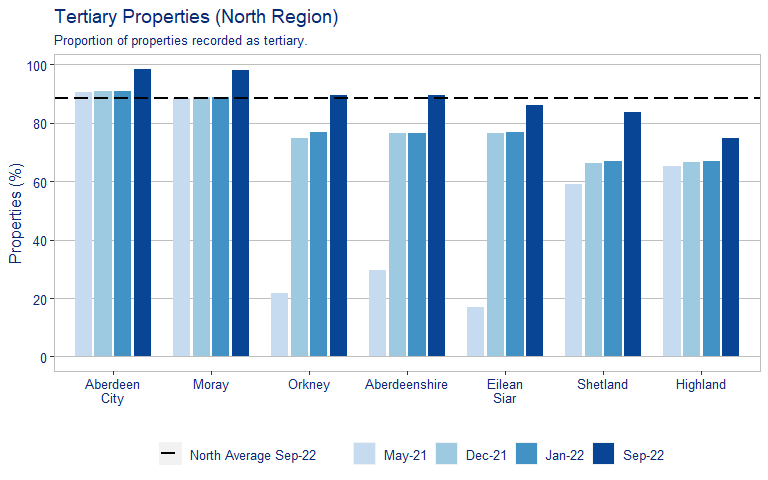 Tertiary Properties (North Region)
Proportion of properties recorded as tertiary.
Properties (%)
100
80
60
40
20
0
Aberdeen
City
Moray
Orkney
Aberdeenshire
Eilean
Siar
Shetland
Highland
North Average Sep-22
May-21
Dec-21
Jan-22
Sep-22